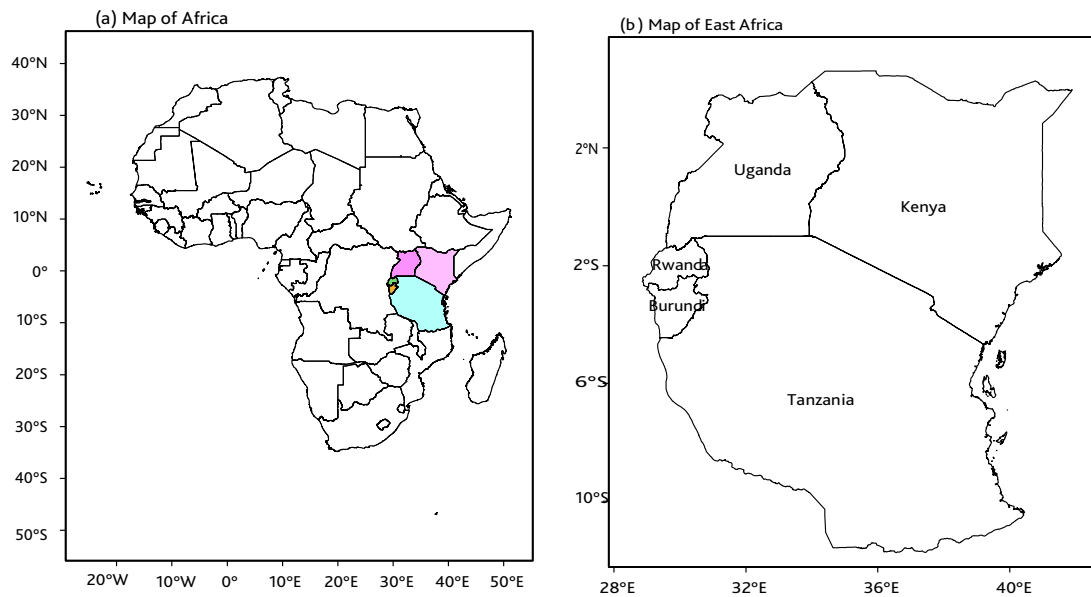 (a) Map of Africa
40°N
30°N
20°N
10°N
0°
10°S
20°S
30°S
40°S
50°S
20°W 10°W 0° 10°E 20°E 30°E 40°E 50°E
(b) Map of East Africa
2°N
2°S
6°S
10°S
Uganda
Kenya
Rwanda
Burundi
Tanzania
28°E 32°E 36°E 40°E